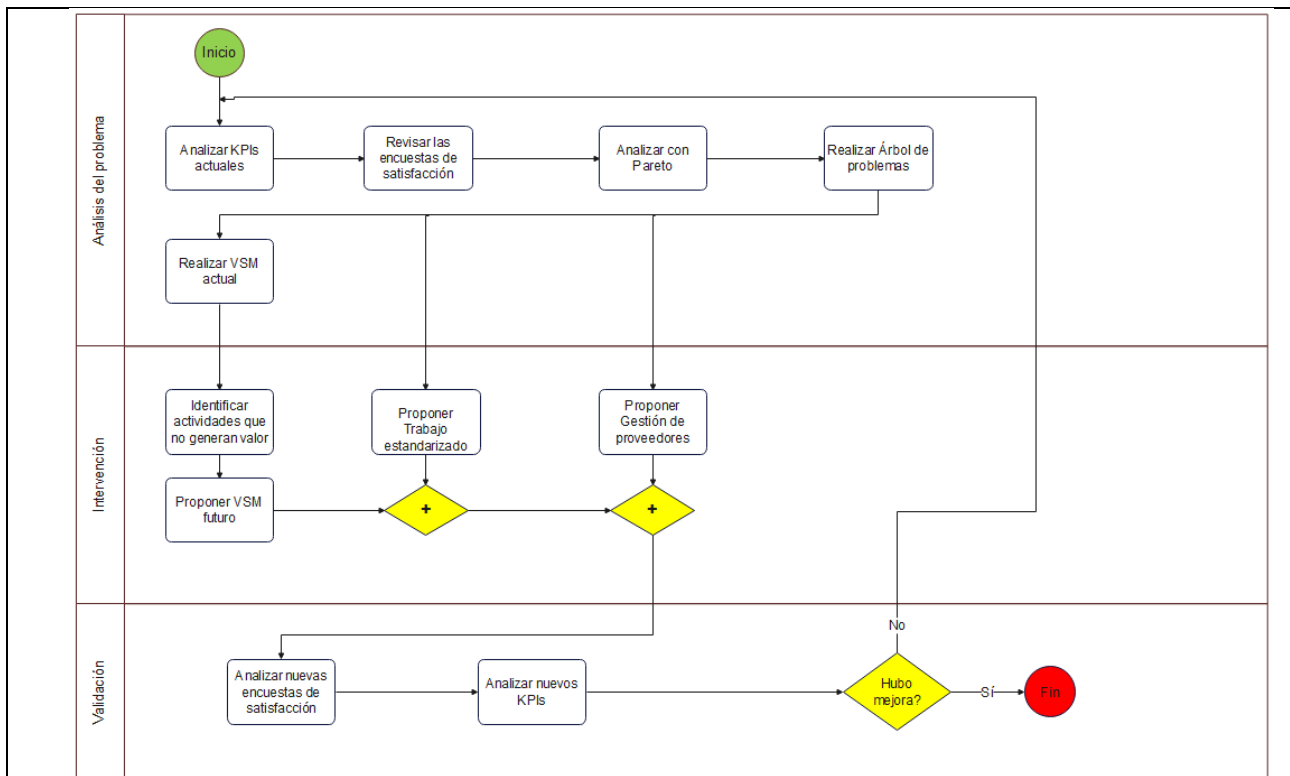 Análisis del problema
Inicio
Analizar KPIs
actuales
Revisar las
encuestas de
satisfacción
Analizar con
Pareto
Realizar Árbol de
problemas
Realizar VSM
actual
Intervención
Identificar
actividades que
no generan valor
Proponer
Trabajo
estandarizado
Proponer
Gestión de
proveedores
Proponer VSM
futuro
+
+
Validación
Analizar nuevas
encuestas de
satisfacción
Analizar nuevos
KPIs
No
Hubo
mejora?
Sí
Fin